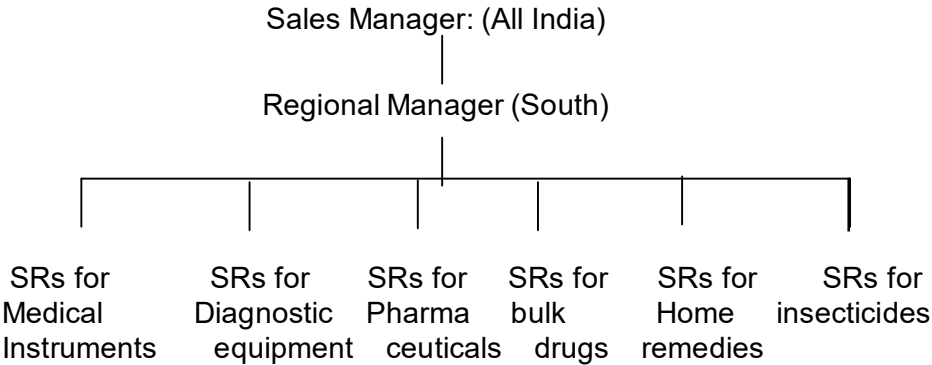 Sales Manager: (All India)
Regional Manager (South)
SRs for
Medical
Instruments
SRs for
Diagnostic
equipment
SRs for
Pharma
ceuticals
SRs for
bulk
drugs
SRs for
Home
remedies
SRs for
insecticides